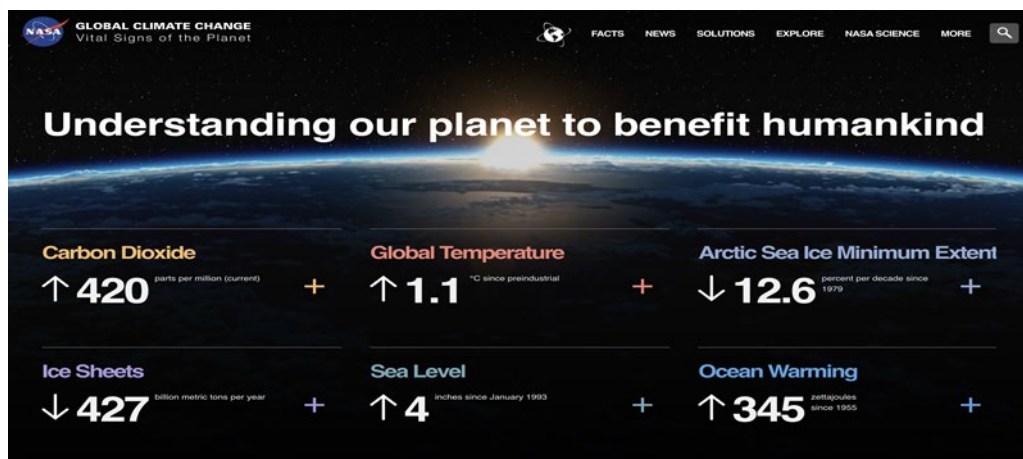 NASA
GLOBAL CLIMATE CHANGE
Vital Signs of the Planet
FACTS NEWS SOLUTIONS EXPLORE NASA SCIENCE MORE
Understanding our planet to benefit humankind
Carbon Dioxide
↑ 420 parts per million (current) +
Global Temperature
↑ 1.1 °C since preindustrial +
Arctic Sea Ice Minimum Extent
↓ 12.6 percent per decade since
1979 +
Ice Sheets
↓ 427 billion metric tons per year +
Sea Level
↑ 4 inches since January 1993 +
Ocean Warming
↑ 345 zettajoules
since 1955 +